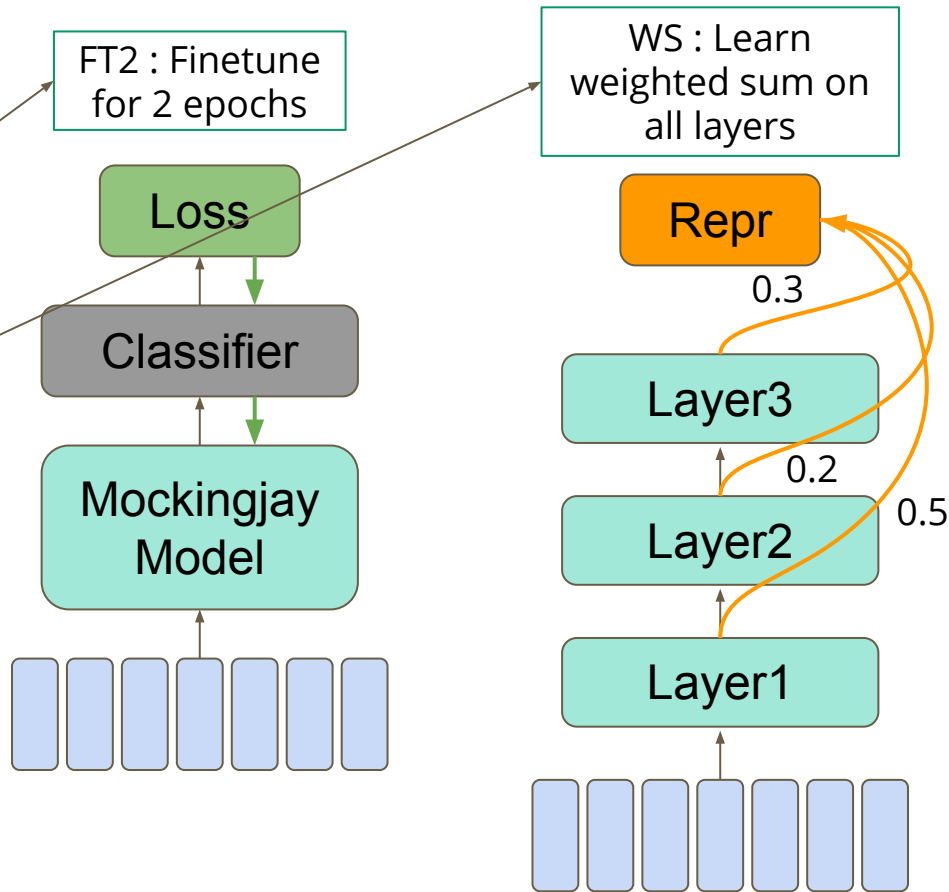 FT2 : Finetune
for 2 epochs
Loss
Classifier
Mockingjay
Model
WS : Learn
weighted sum on
all layers
Repr
0.3
Layer3
0.2
0.5
Layer2
Layer1